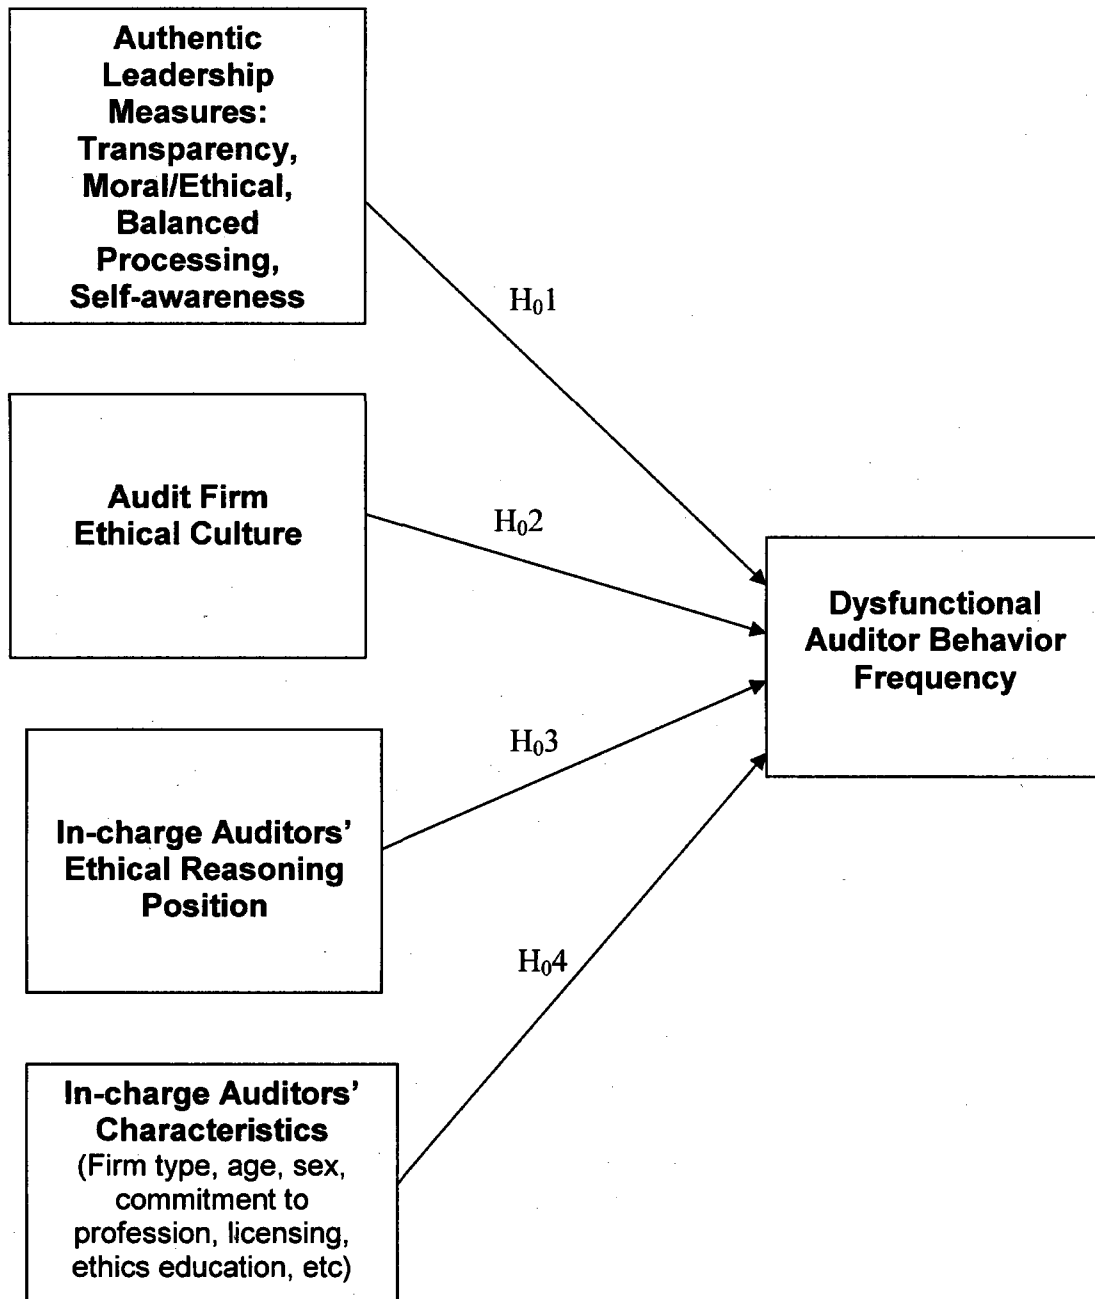 Authentic
Leadership
Measures:
Transparency,
Moral/Ethical,
Balanced
Processing,
Self-awareness
H₀1
Audit Firm
Ethical Culture
H₀2
Dysfunctional
Auditor Behavior
Frequency
H₀3
In-charge Auditors’
Ethical Reasoning
Position
H₀4
In-charge Auditors’
Characteristics
(Firm type, age, sex,
commitment to
profession, licensing,
ethics education, etc)